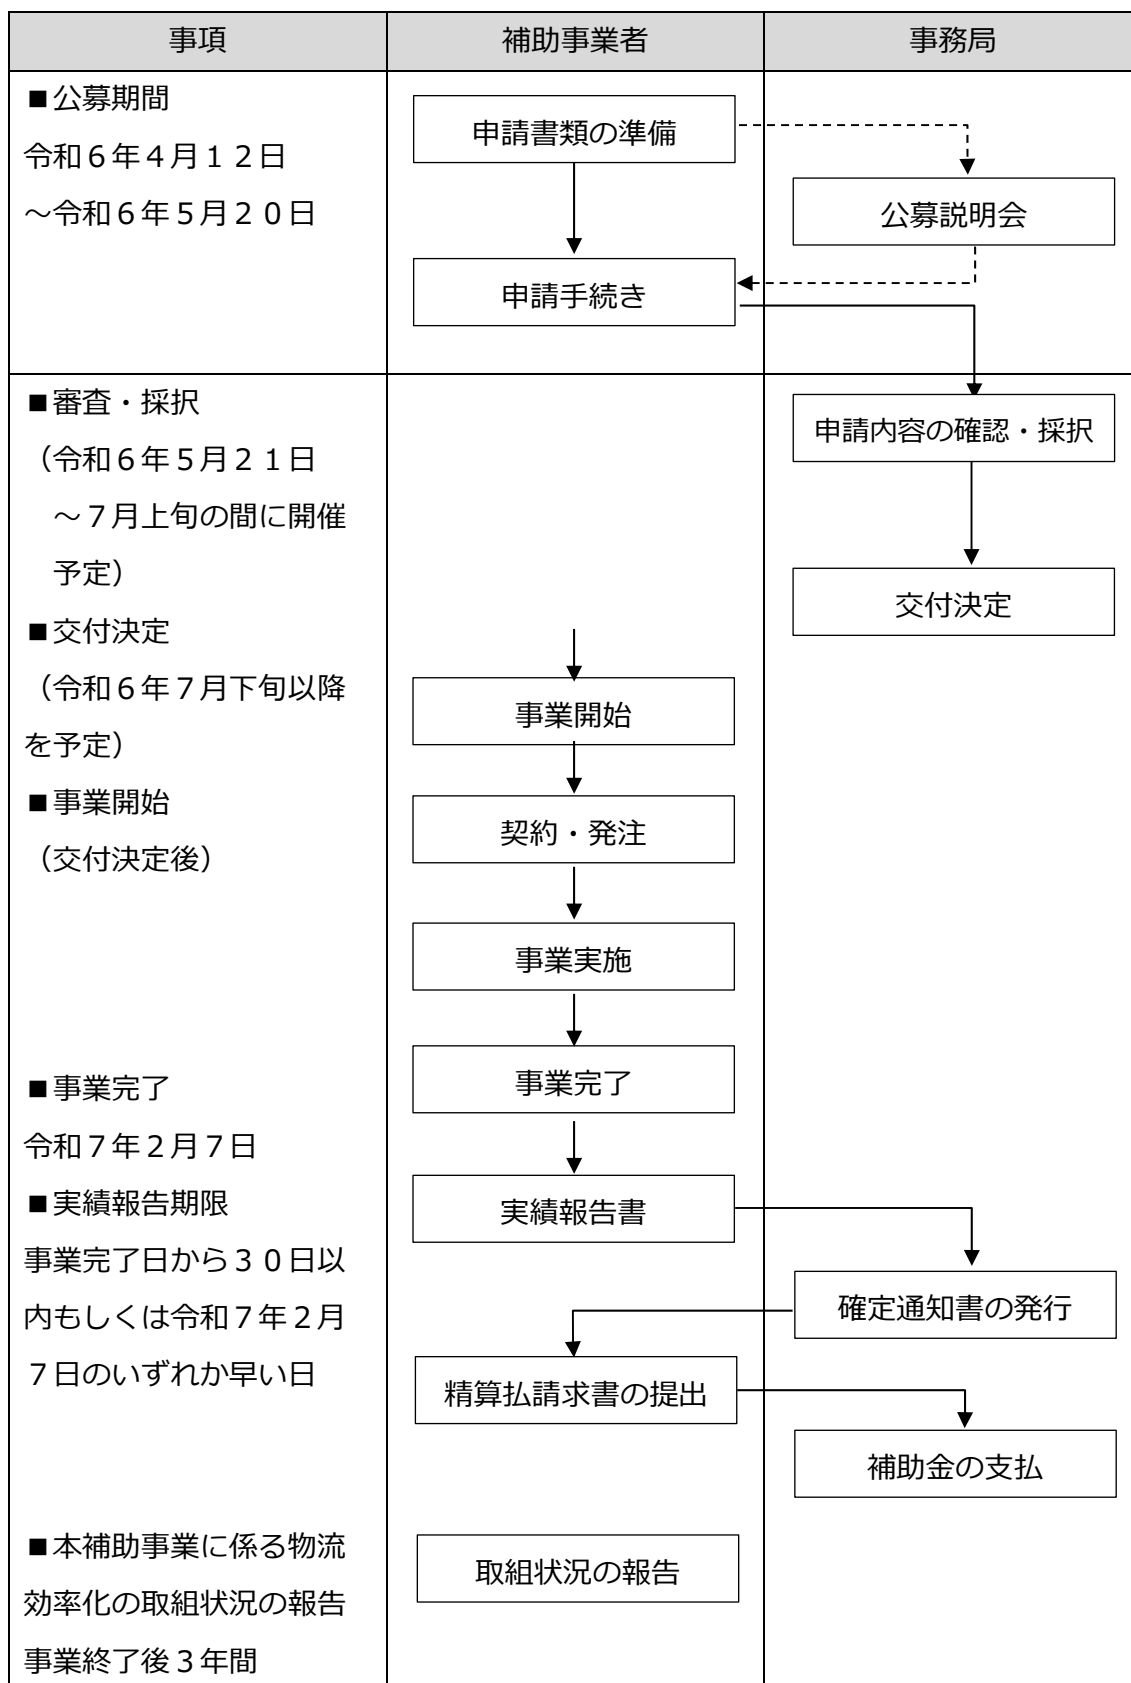 事項
補助事業者
事務局
■公募期間
令和６年４月１２日
～令和６年５月２０日
申請書類の準備
公募説明会
申請手続き
■審査・採択
（令和６年５月２１日
～７月上旬の間に開催
予定）
■交付決定
（令和６年７月下旬以降
を予定）
■事業開始
（交付決定後）
申請内容の確認・採択
交付決定
事業開始
契約・発注
事業実施
事業完了
■事業完了
令和７年２月７日
■実績報告期限
事業完了日から３０日以
内もしくは令和７年２月
７日のいずれか早い日
実績報告書
確定通知書の発行
精算払請求書の提出
補助金の支払
■本補助事業に係る物流
効率化の取組状況の報告
事業終了後３年間
取組状況の報告